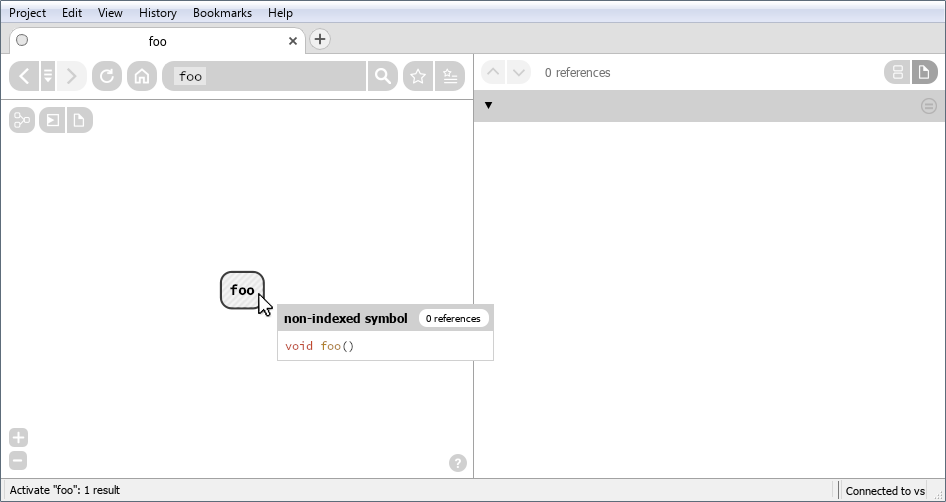 Project Edit View History Bookmarks Help
foo
foo
0 references
foo
non-indexed symbol 0 references
void foo()
?
Activate "foo": 1 result
Connected to vs